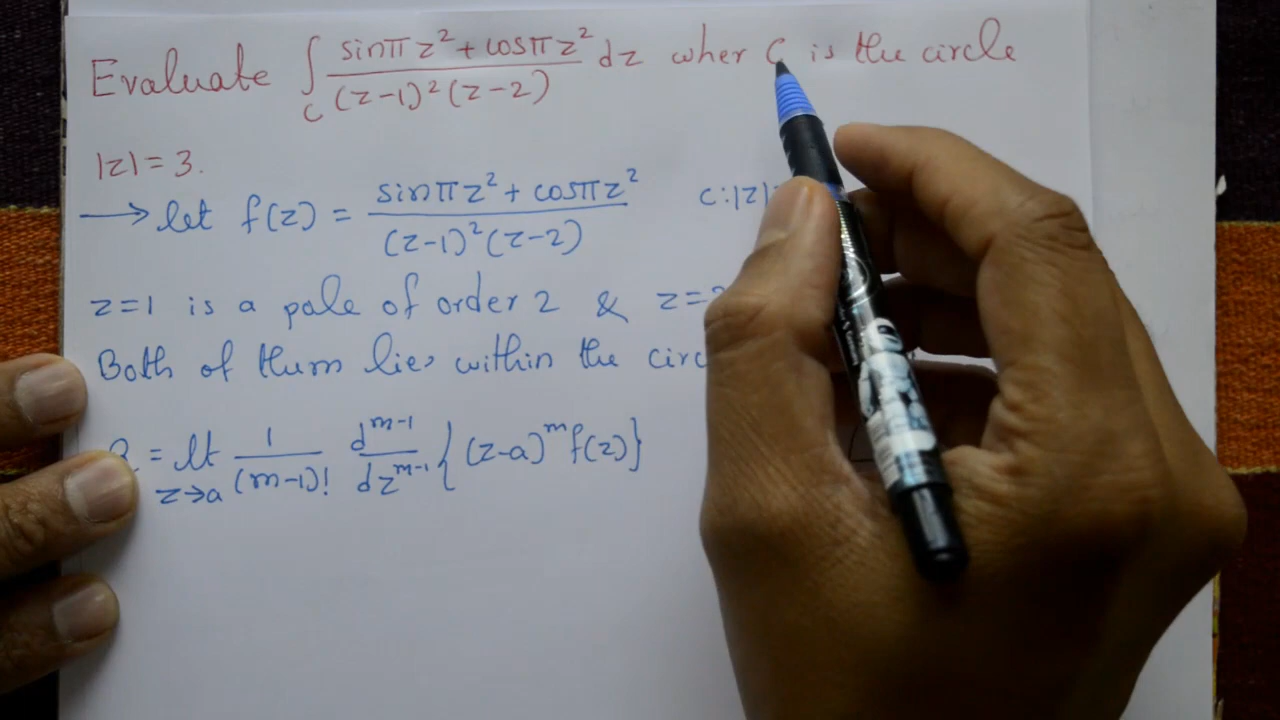 Evaluate ∫_C (sinπz² + cosπz²)/((z-1)²(z-2)) dz wher C is the circle
|z| = 3.
→ let f(z) = (sinπz² + cosπz²)/((z-1)²(z-2)) c:|z|
z=1 is a pole of order 2 & z=
Both of them lies within the circ
= lt_{z→a} 1/(m-1)! d^{m-1}/dz^{m-1} {(z-a)^m f(z)}